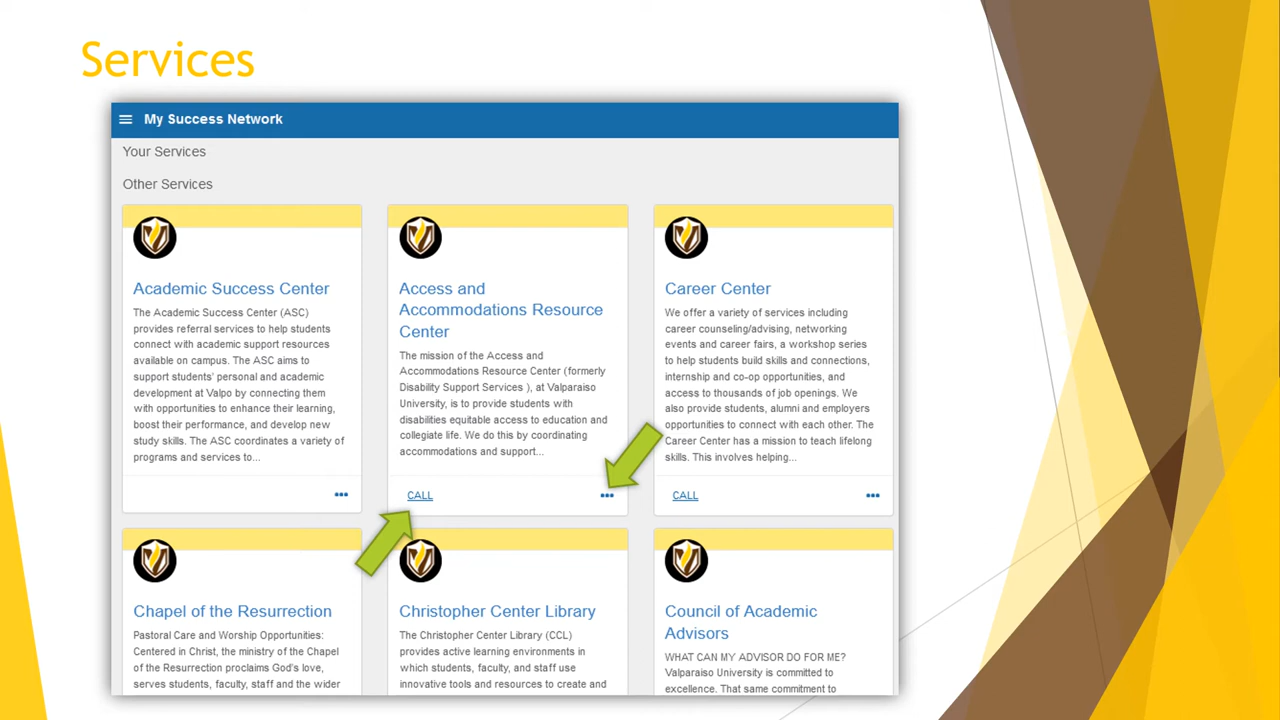 Services
My Success Network
Your Services
Other Services
Academic Success Center
The Academic Success Center (ASC)
provides referral services to help students
connect with academic support resources
available on campus. The ASC aims to
support students' personal and academic
development at Valpo by connecting them
with opportunities to enhance their learning,
boost their performance, and develop new
study skills. The ASC coordinates a variety of
programs and services to...
Access and
Accommodations Resource
Center
The mission of the Access and
Accommodations Resource Center (formerly
Disability Support Services ), at Valparaiso
University, is to provide students with
disabilities equitable access to education and
collegiate life. We do this by coordinating
accommodations and support...
CALL
Career Center
We offer a variety of services including
career counseling/advising, networking
events and career fairs, a workshop series
to help students build skills and connections,
internship and co-op opportunities, and
access to thousands of job openings. We
also provide students, alumni and employers
opportunities to connect with each other. The
Career Center has a mission to teach lifelong
skills. This involves helping...
CALL
Chapel of the Resurrection
Pastoral Care and Worship Opportunities:
Centered in Christ, the ministry of the Chapel
of the Resurrection proclaims God's love,
serves students, faculty, staff and the wider
Christopher Center Library
The Christopher Center Library (CCL)
provides active learning environments in
which students, faculty, and staff use
innovative tools and resources to create and
Council of Academic
Advisors
WHAT CAN MY ADVISOR DO FOR ME?
Valparaiso University is committed to
excellence. That same commitment to